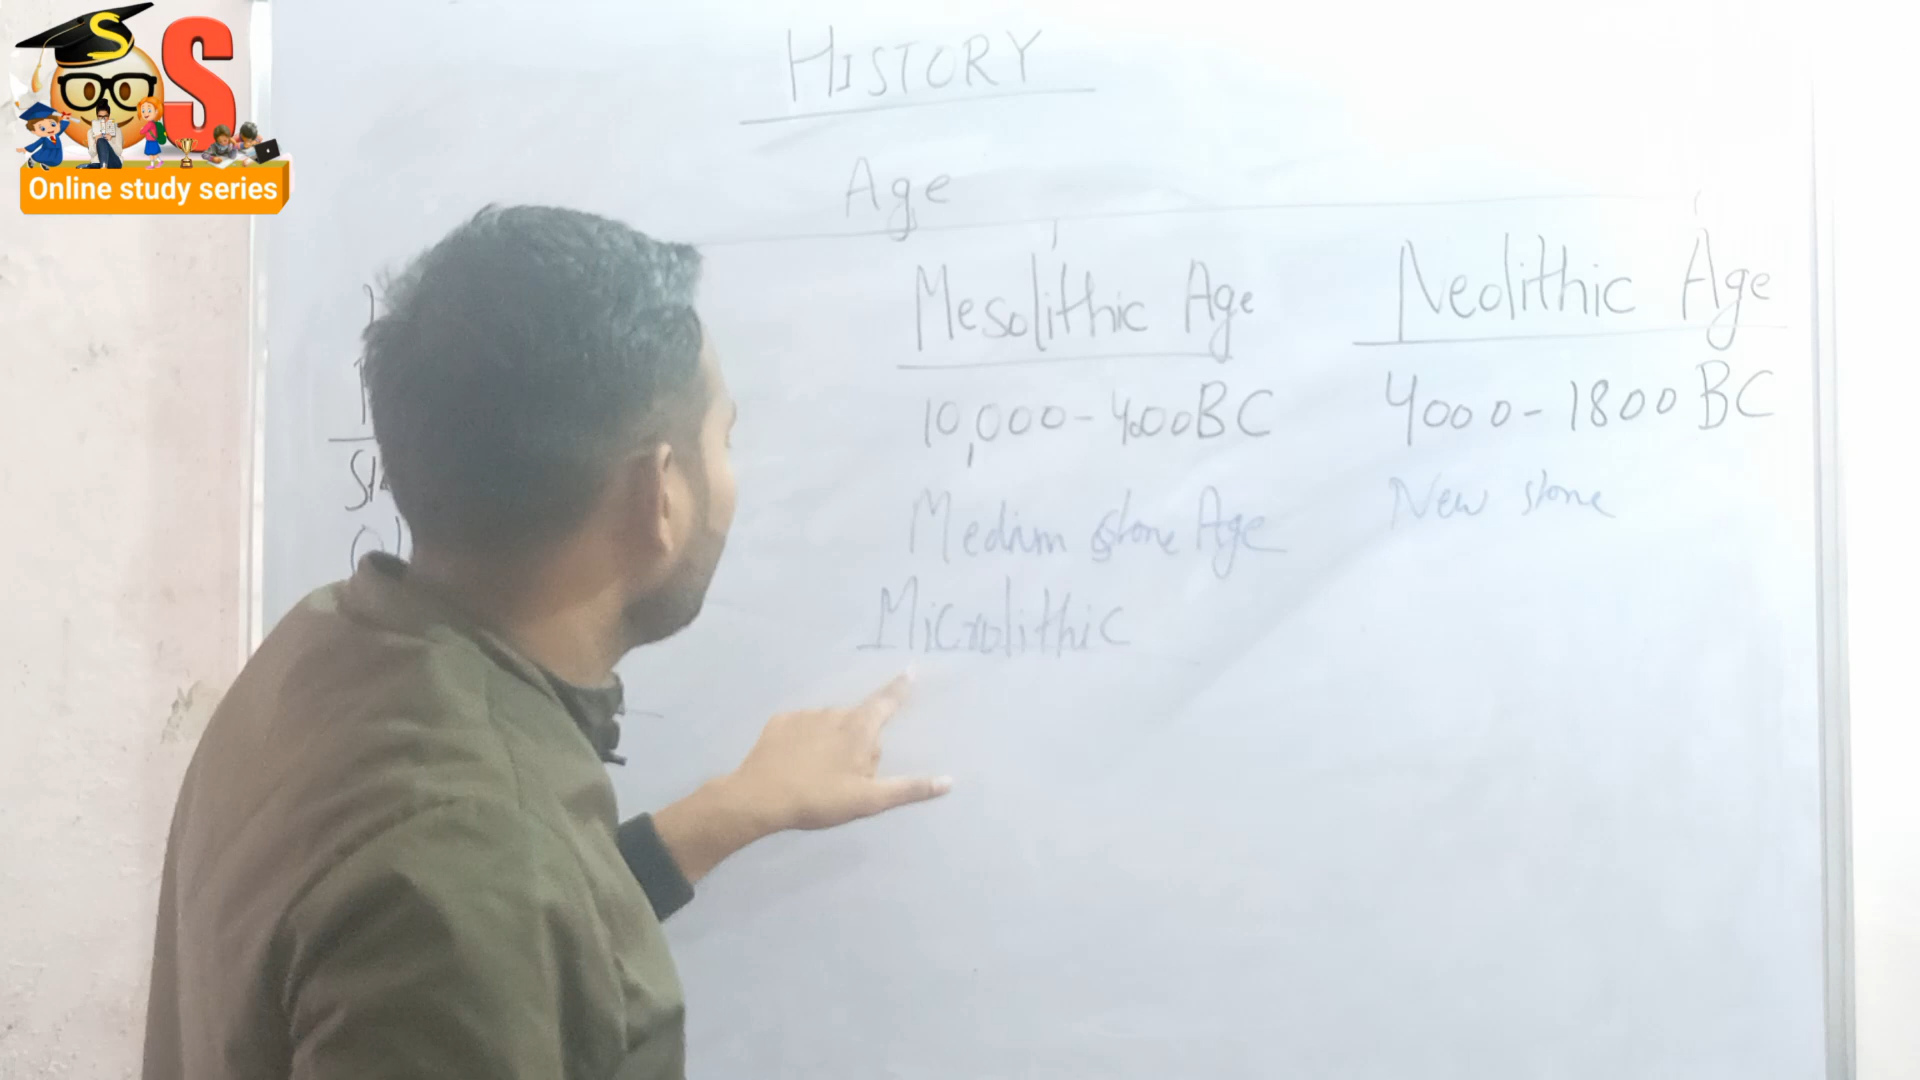 S
S
Online study series
HISTORY
Age
Mesolithic Age
Neolithic Age
10,000-4000BC
4000-1800 BC
Medium stone Age
New stone
Microlithic